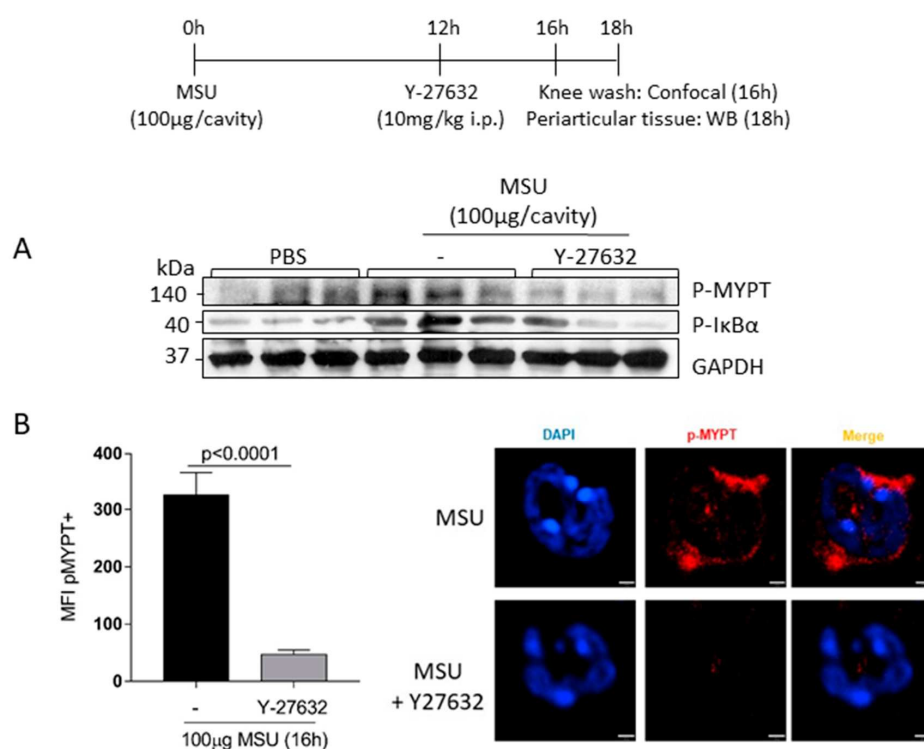 0h 12h 16h 18h
MSU Y-27632 Knee wash: Confocal (16h)
(100µg/cavity) (10mg/kg i.p.) Periarticular tissue: WB (18h)
MSU
(100µg/cavity)
A
kDa PBS - Y-27632
140 P-MYPT
40 P-IκBα
37 GAPDH
B
p<0.0001
400
300
200
100
0
MFI pMYPT+
- Y-27632
100µg MSU (16h)
DAPI p-MYPT Merge
MSU
MSU
+ Y27632